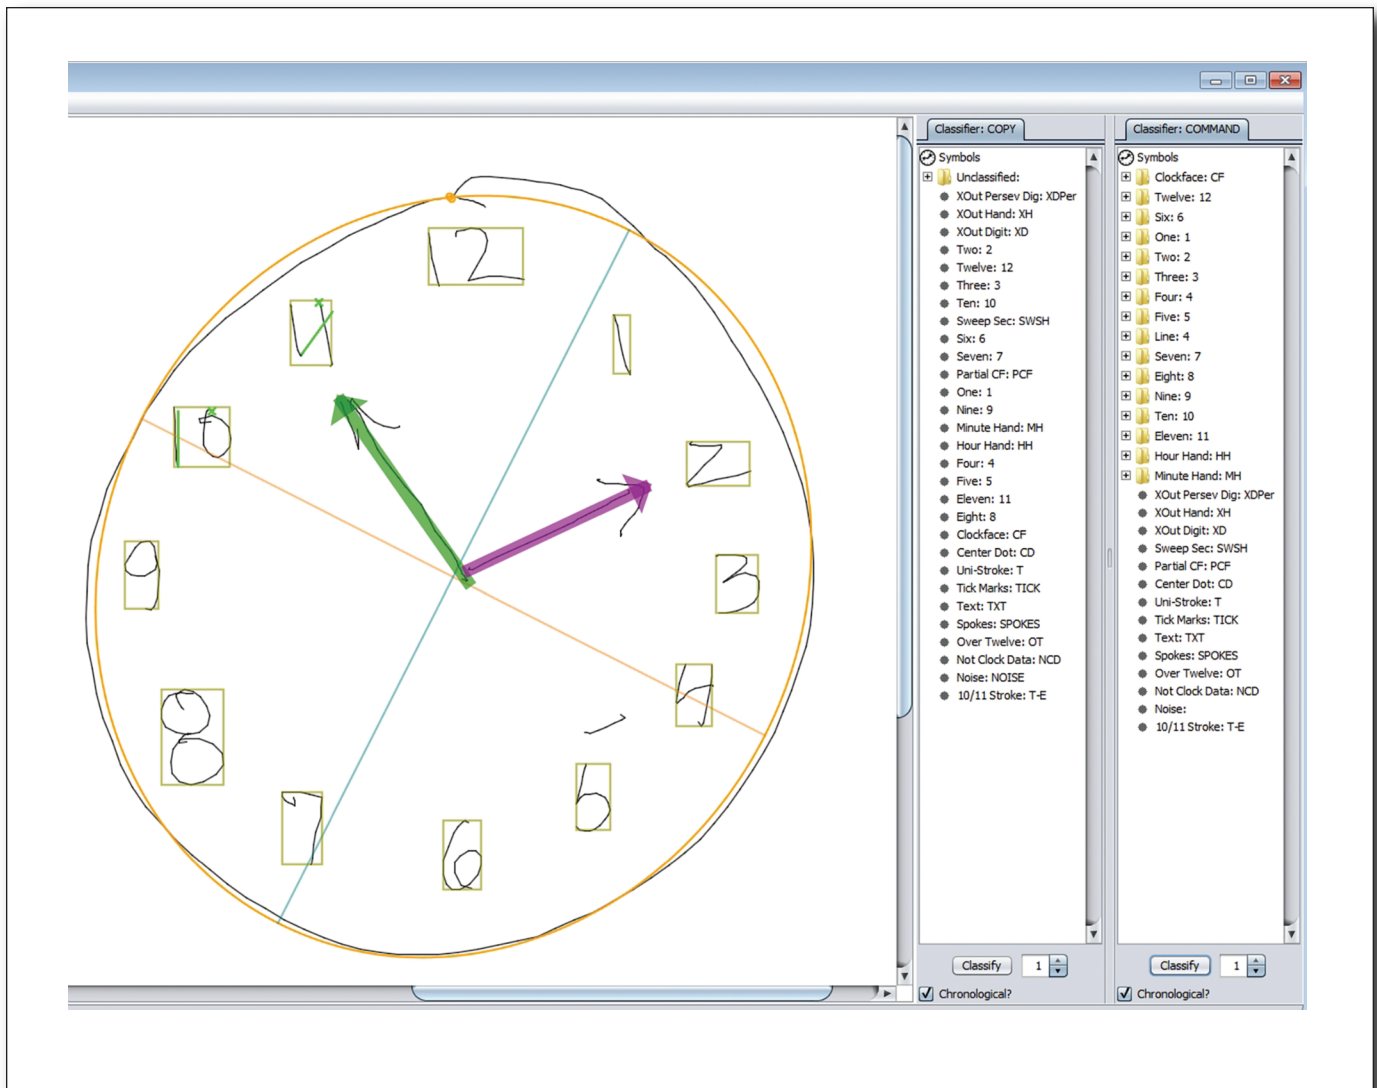 Classifier: COPY
Symbols
Unclassified:
XOut Persev Dig: XDPer
XOut Hand: XH
XOut Digit: XD
Two: 2
Twelve: 12
Three: 3
Ten: 10
Sweep Sec: SWSH
Six: 6
Seven: 7
Partial CF: PCF
One: 1
Nine: 9
Minute Hand: MH
Hour Hand: HH
Four: 4
Five: 5
Eleven: 11
Eight: 8
Clockface: CF
Center Dot: CD
Uni-Stroke: T
Tick Marks: TICK
Text: TXT
Spokes: SPOKES
Over Twelve: OT
Not Clock Data: NCD
Noise: NOISE
10/11 Stroke: T-E
Classify 1
Chronological?
Classifier: COMMAND
Symbols
Clockface: CF
Twelve: 12
Six: 6
One: 1
Two: 2
Three: 3
Four: 4
Five: 5
Line: 4
Seven: 7
Eight: 8
Nine: 9
Ten: 10
Eleven: 11
Hour Hand: HH
Minute Hand: MH
XOut Persev Dig: XDPer
XOut Hand: XH
XOut Digit: XD
Sweep Sec: SWSH
Partial CF: PCF
Center Dot: CD
Uni-Stroke: T
Tick Marks: TICK
Text: TXT
Spokes: SPOKES
Over Twelve: OT
Not Clock Data: NCD
Noise:
10/11 Stroke: T-E
Classify 1
Chronological?
12
11
1
10
2
9
3
4
8
5
7
6